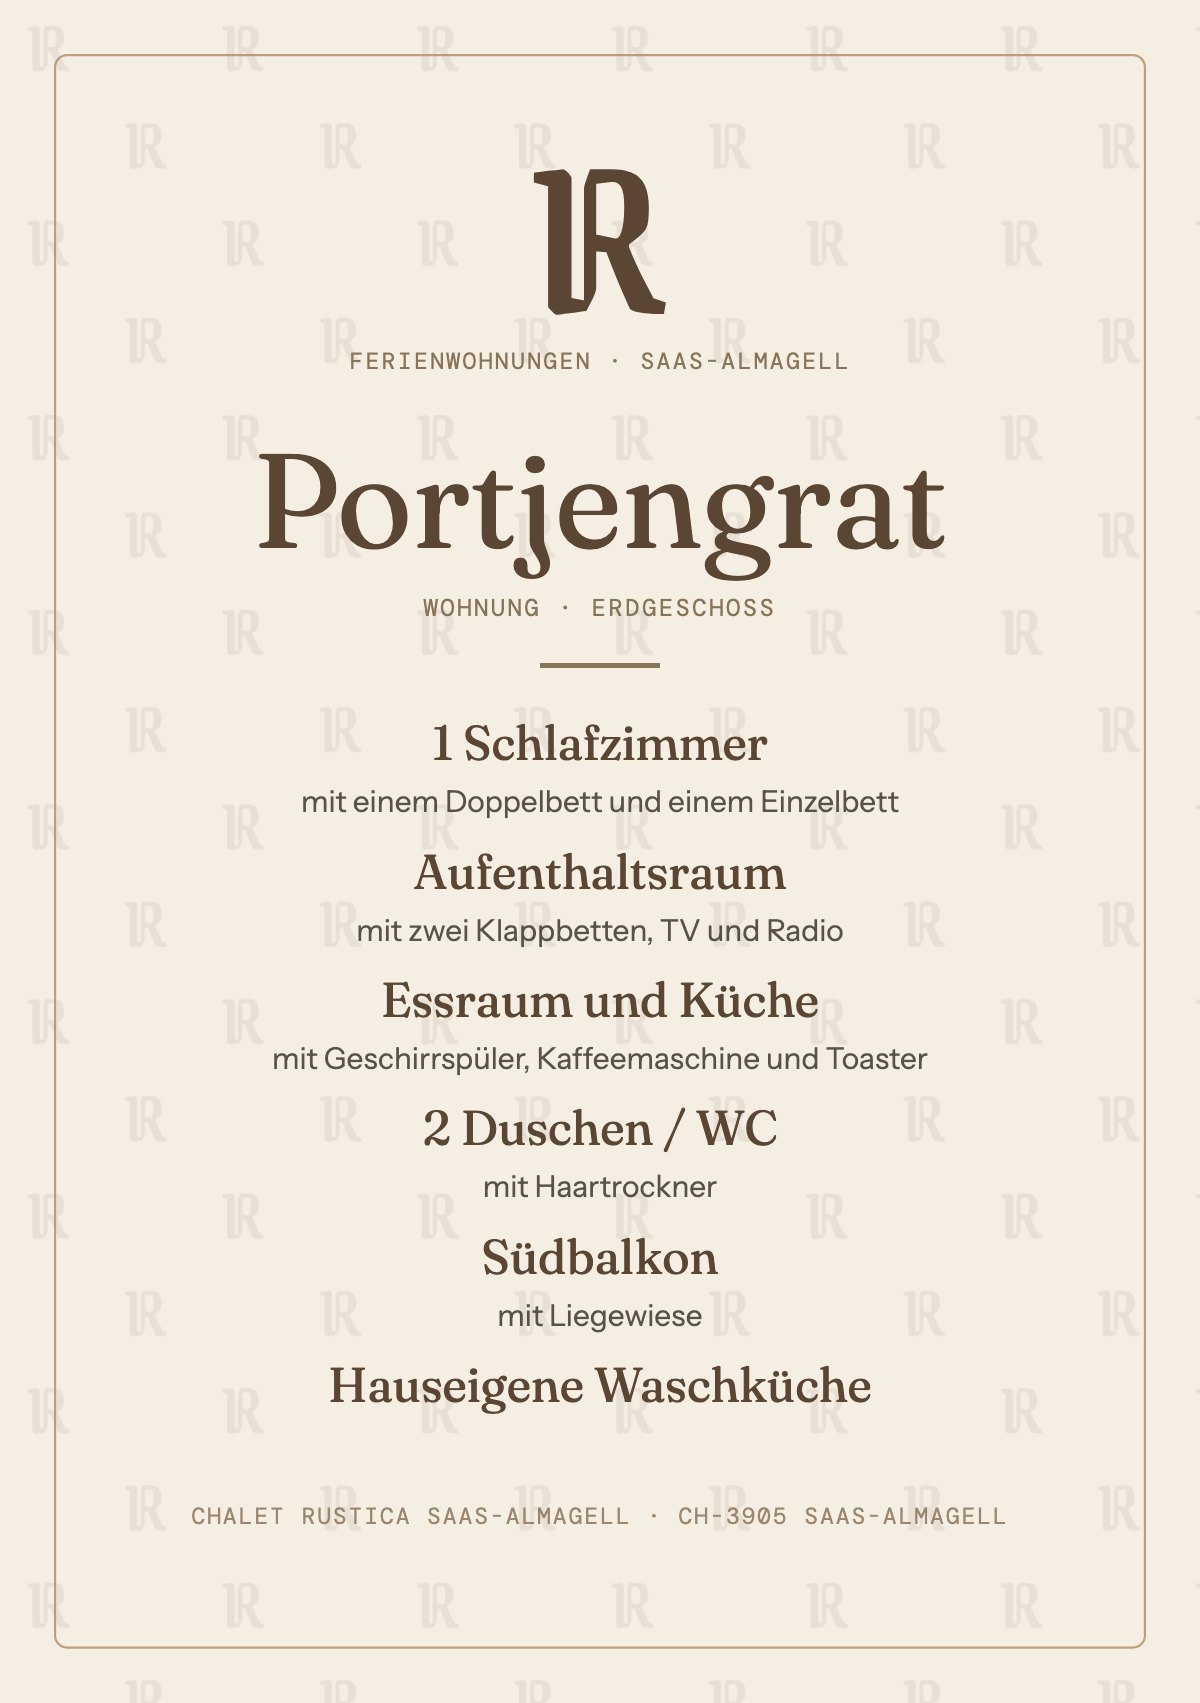 R
FERIENWOHNUNGEN · SAAS-ALMAGELL
Portjengrat
WOHNUNG · ERDGESCHOSS
1 Schlafzimmer
mit einem Doppelbett und einem Einzelbett
Aufenthaltsraum
mit zwei Klappbetten, TV und Radio
Essraum und Küche
mit Geschirrspüler, Kaffeemaschine und Toaster
2 Duschen / WC
mit Haartrockner
Südbalkon
mit Liegewiese
Hauseigene Waschküche
CHALET RUSTICA SAAS-ALMAGELL · CH-3905 SAAS-ALMAGELL